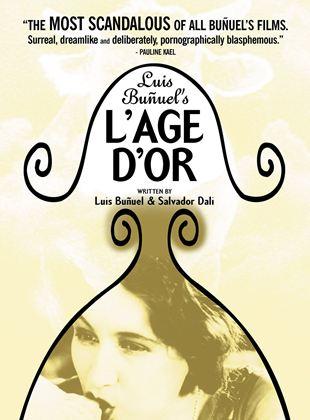 “THE MOST SCANDALOUS OF ALL BUÑUEL’S FILMS.
Surreal, dreamlike and deliberately, pornographically blasphemous.”
- PAULINE KAEL
Luis
Buñuel's
L'AGE
D'OR
WRITTEN BY
Luis Buñuel & Salvador Dali